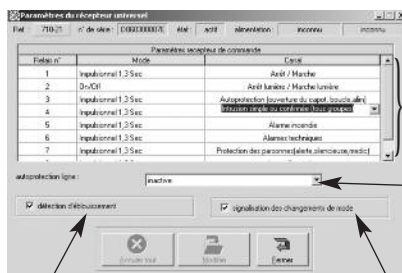 Paramètres du récepteur universel
Réf : 710-21 n° de série : D0603000070 état : actif alimentation : inconnu inconnu
Paramètres récepteur de commande
Relais n° Mode Canal
1 Impulsionnel 1,3 Sec Arrêt / Marche
2 On/Off Arrêt lumière / Marche lumière
3 Impulsionnel 1,3 Sec Autoprotection (ouverture du capot, boucle, alim)
4 Impulsionnel 1,3 Sec Intrusion simple ou confirmée (tous groupes)
5 Impulsionnel 1,3 Sec Alarme incendie
6 Impulsionnel 1,3 Sec Alarmes techniques
7 Impulsionnel 1,3 Sec Protection des personnes(alerte,silencieuse,medic)
autoprotection ligne : inactive
détection d'éblouissement
signalisation des changements de mode
Annuler tout Modifier Fermer